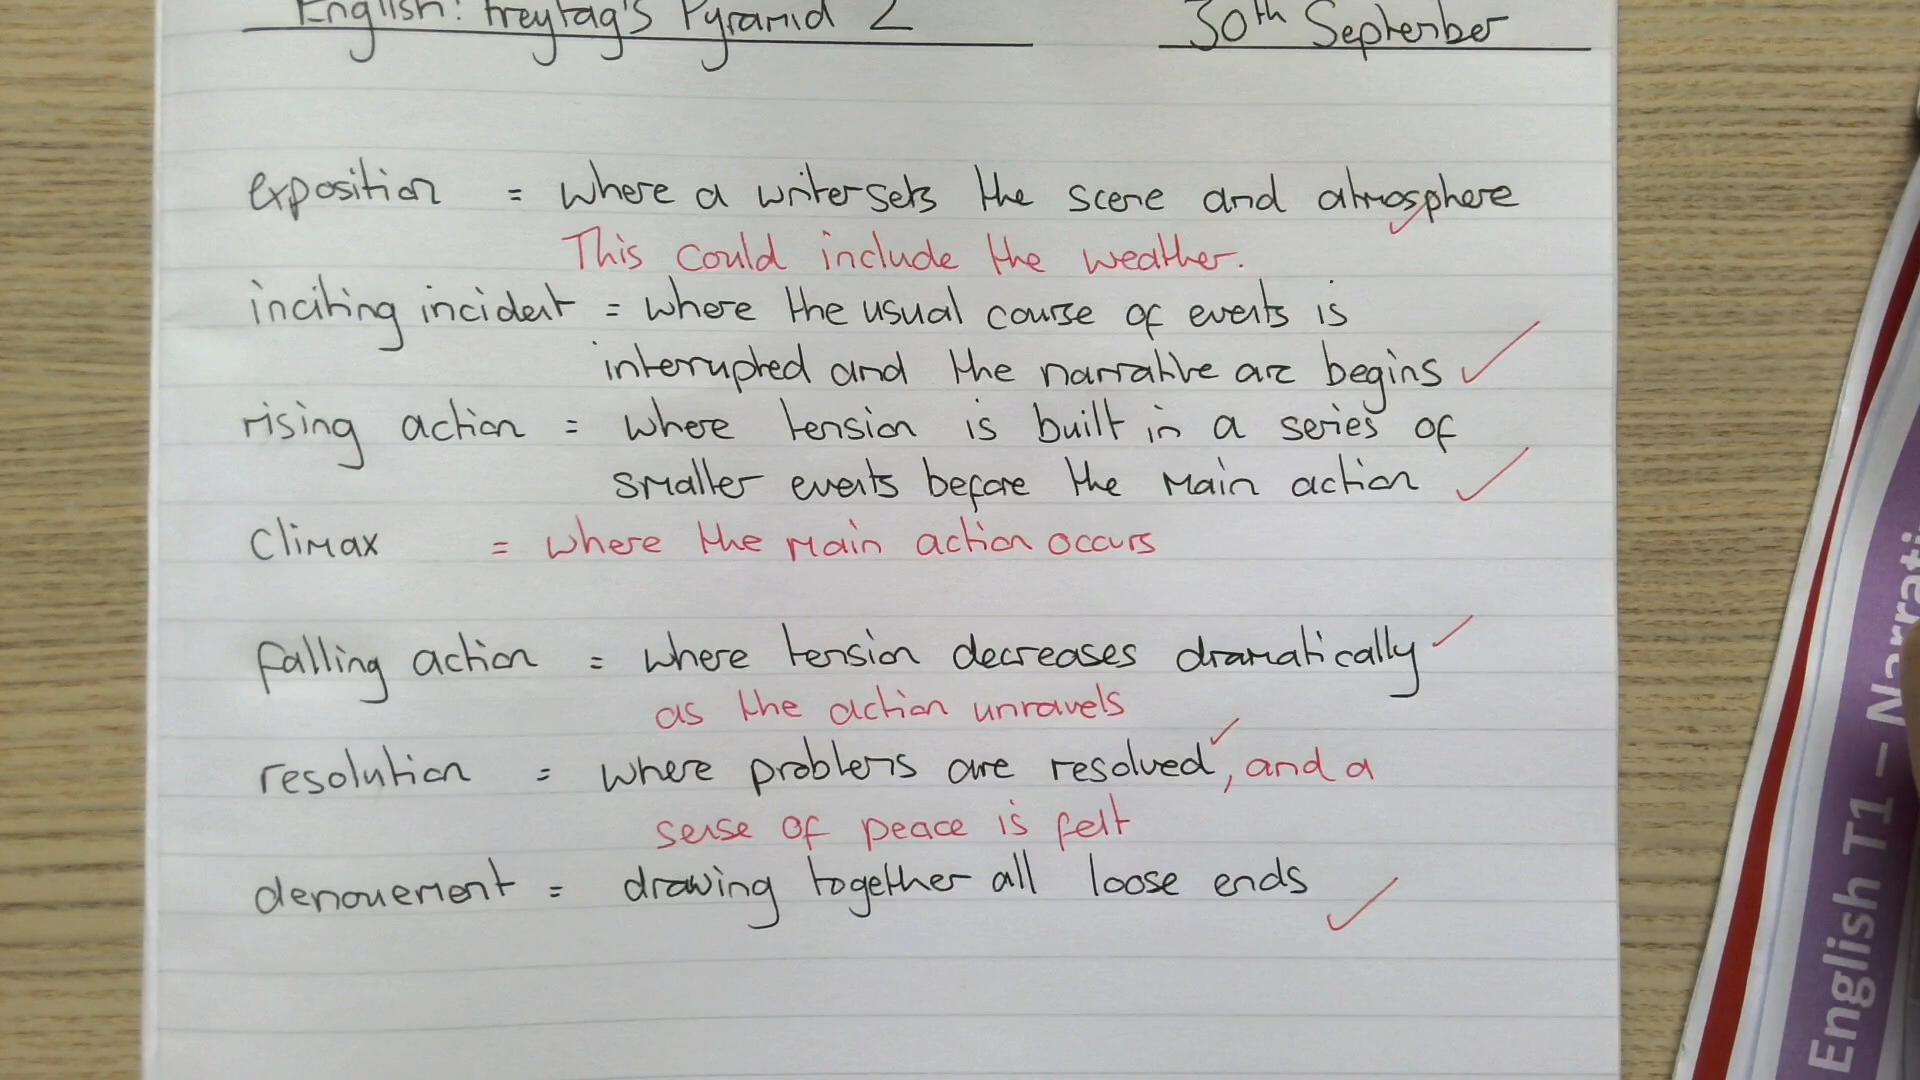 English: Freytag's Pyramid 2
30th September
exposition = where a writer sets the scene and atmosphere
This could include the weather.
inciting incident = where the usual course of events is
interrupted and the narrative arc begins
rising action = where tension is built in a series of
smaller events before the main action
climax = where the main action occurs
falling action = where tension decreases dramatically
as the action unravels
resolution = where problems are resolved, and a
sense of peace is felt
denouement = drawing together all loose ends
English T1 –